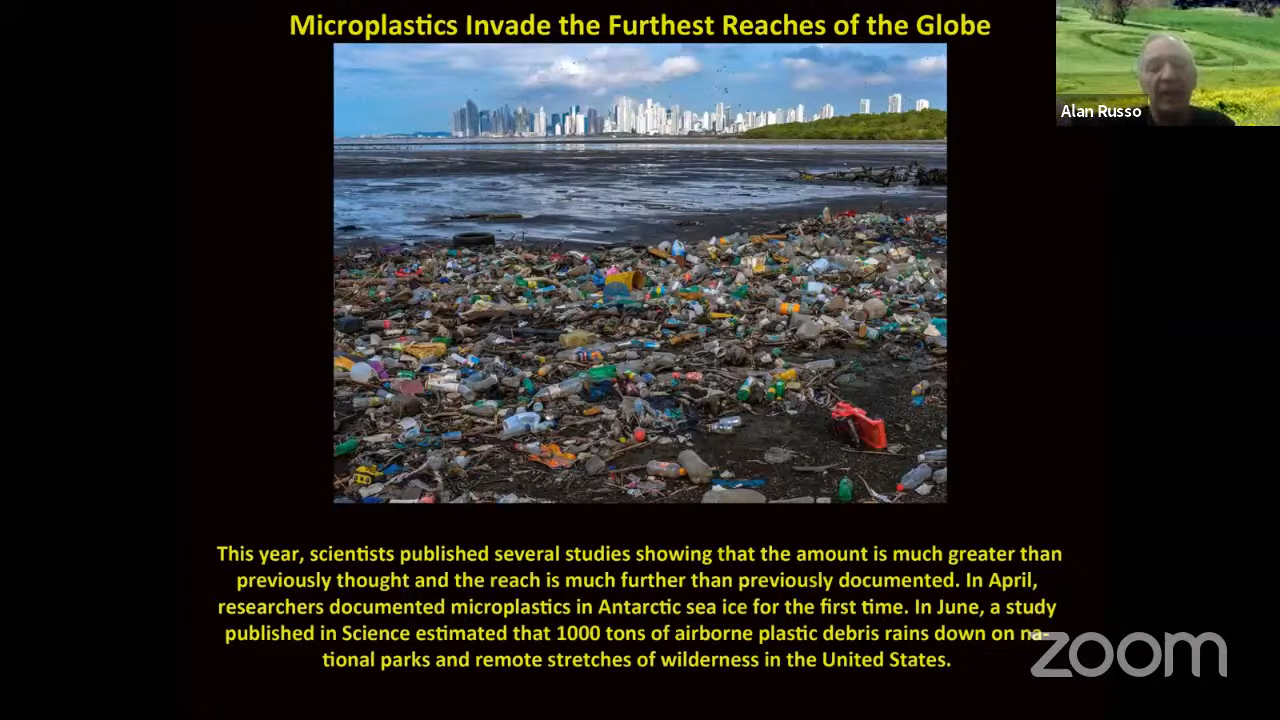 Microplastics Invade the Furthest Reaches of the Globe
Alan Russo
This year, scientists published several studies showing that the amount is much greater than
previously thought and the reach is much further than previously documented. In April,
researchers documented microplastics in Antarctic sea ice for the first time. In June, a study
published in Science estimated that 1000 tons of airborne plastic debris rains down on na-
tional parks and remote stretches of wilderness in the United States.
zoom